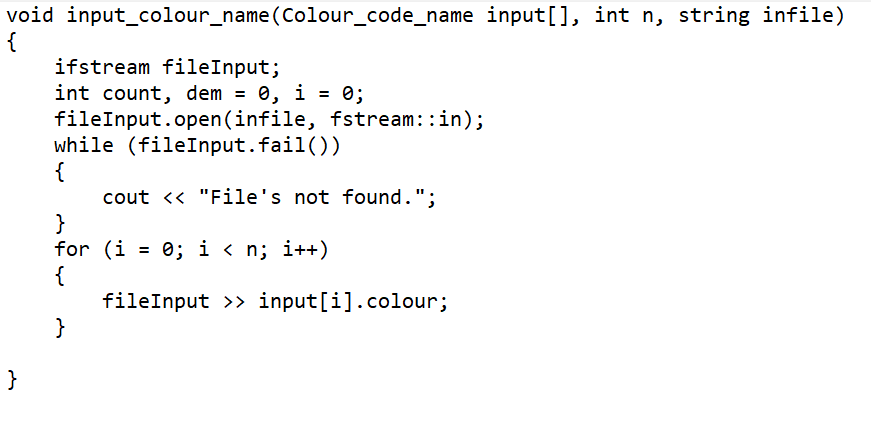 void input_colour_name(Colour_code_name input[], int n, string infile)
{
    ifstream fileInput;
    int count, dem = 0, i = 0;
    fileInput.open(infile, fstream::in);
    while (fileInput.fail())
    {
        cout << "File's not found.";
    }
    for (i = 0; i < n; i++)
    {
        fileInput >> input[i].colour;
    }
}